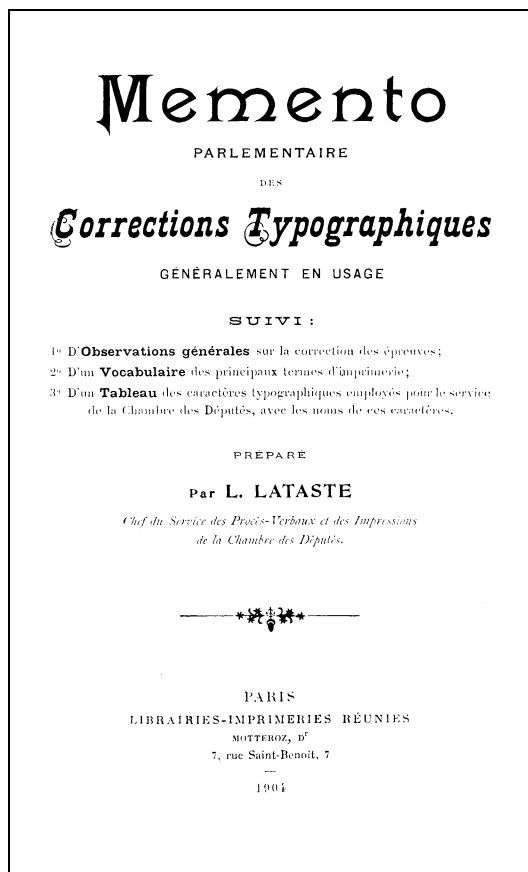 Memento
PARLEMENTAIRE
DES
Corrections Typographiques
GÉNÉRALEMENT EN USAGE
SUIVI :
1º D'Observations générales sur la correction des épreuves;
2º D'un Vocabulaire des principaux termes d'imprimerie;
3º D'un Tableau des caractères typographiques employés pour le service
de la Chambre des Députés, avec les noms de ces caractères.
PRÉPARÉ
Par L. LATASTE
Chef du Service des Procès-Verbaux et des Impressions
de la Chambre des Députés.
PARIS
LIBRAIRIES-IMPRIMERIES RÉUNIES
MOTTEROZ, Dr
7, rue Saint-Benoît, 7
1904